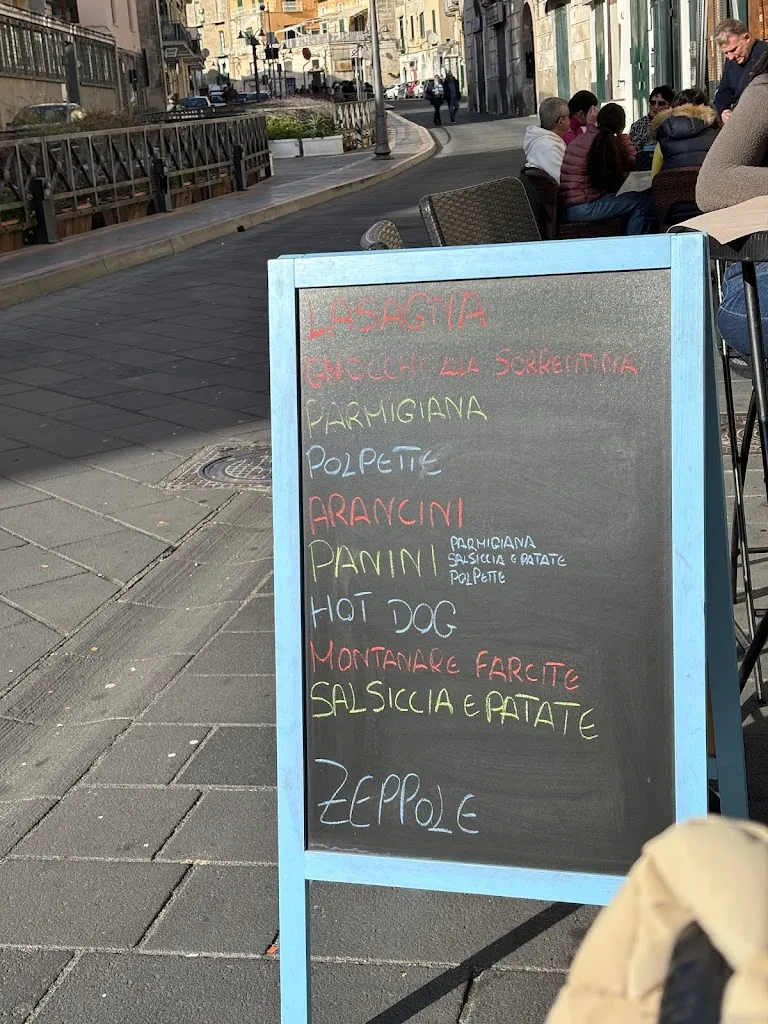 LASAGNA
GNOCCHI ALLA SORRENTINA
PARMIGIANA
POLPETTE
ARANCINI
PANINI
PARMIGIANA
SALSICCIA E PATATE
POLPETTE
HOT DOG
MONTANARE FARCITE
SALSICCIA E PATATE
ZEPPOLE